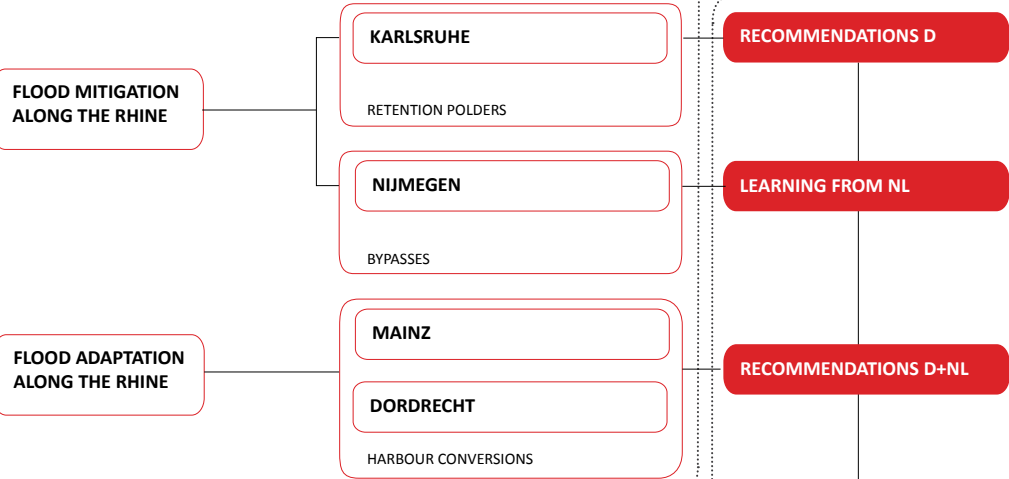 KARLSRUHE
RECOMMENDATIONS D
FLOOD MITIGATION
ALONG THE RHINE
RETENTION POLDERS
NIJMEGEN
LEARNING FROM NL
BYPASSES
MAINZ
FLOOD ADAPTATION
ALONG THE RHINE
RECOMMENDATIONS D+NL
DORDRECHT
HARBOUR CONVERSIONS